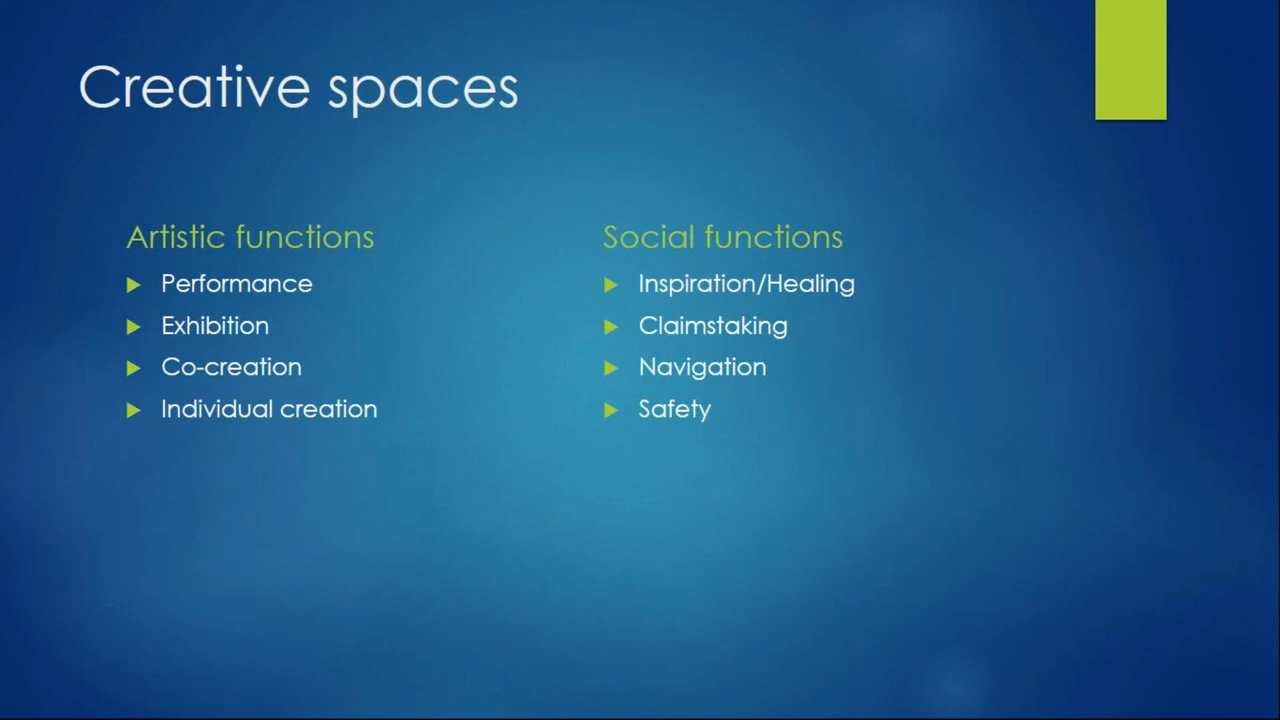 Creative spaces
Artistic functions
Performance
Exhibition
Co-creation
Individual creation
Social functions
Inspiration/Healing
Claimstaking
Navigation
Safety